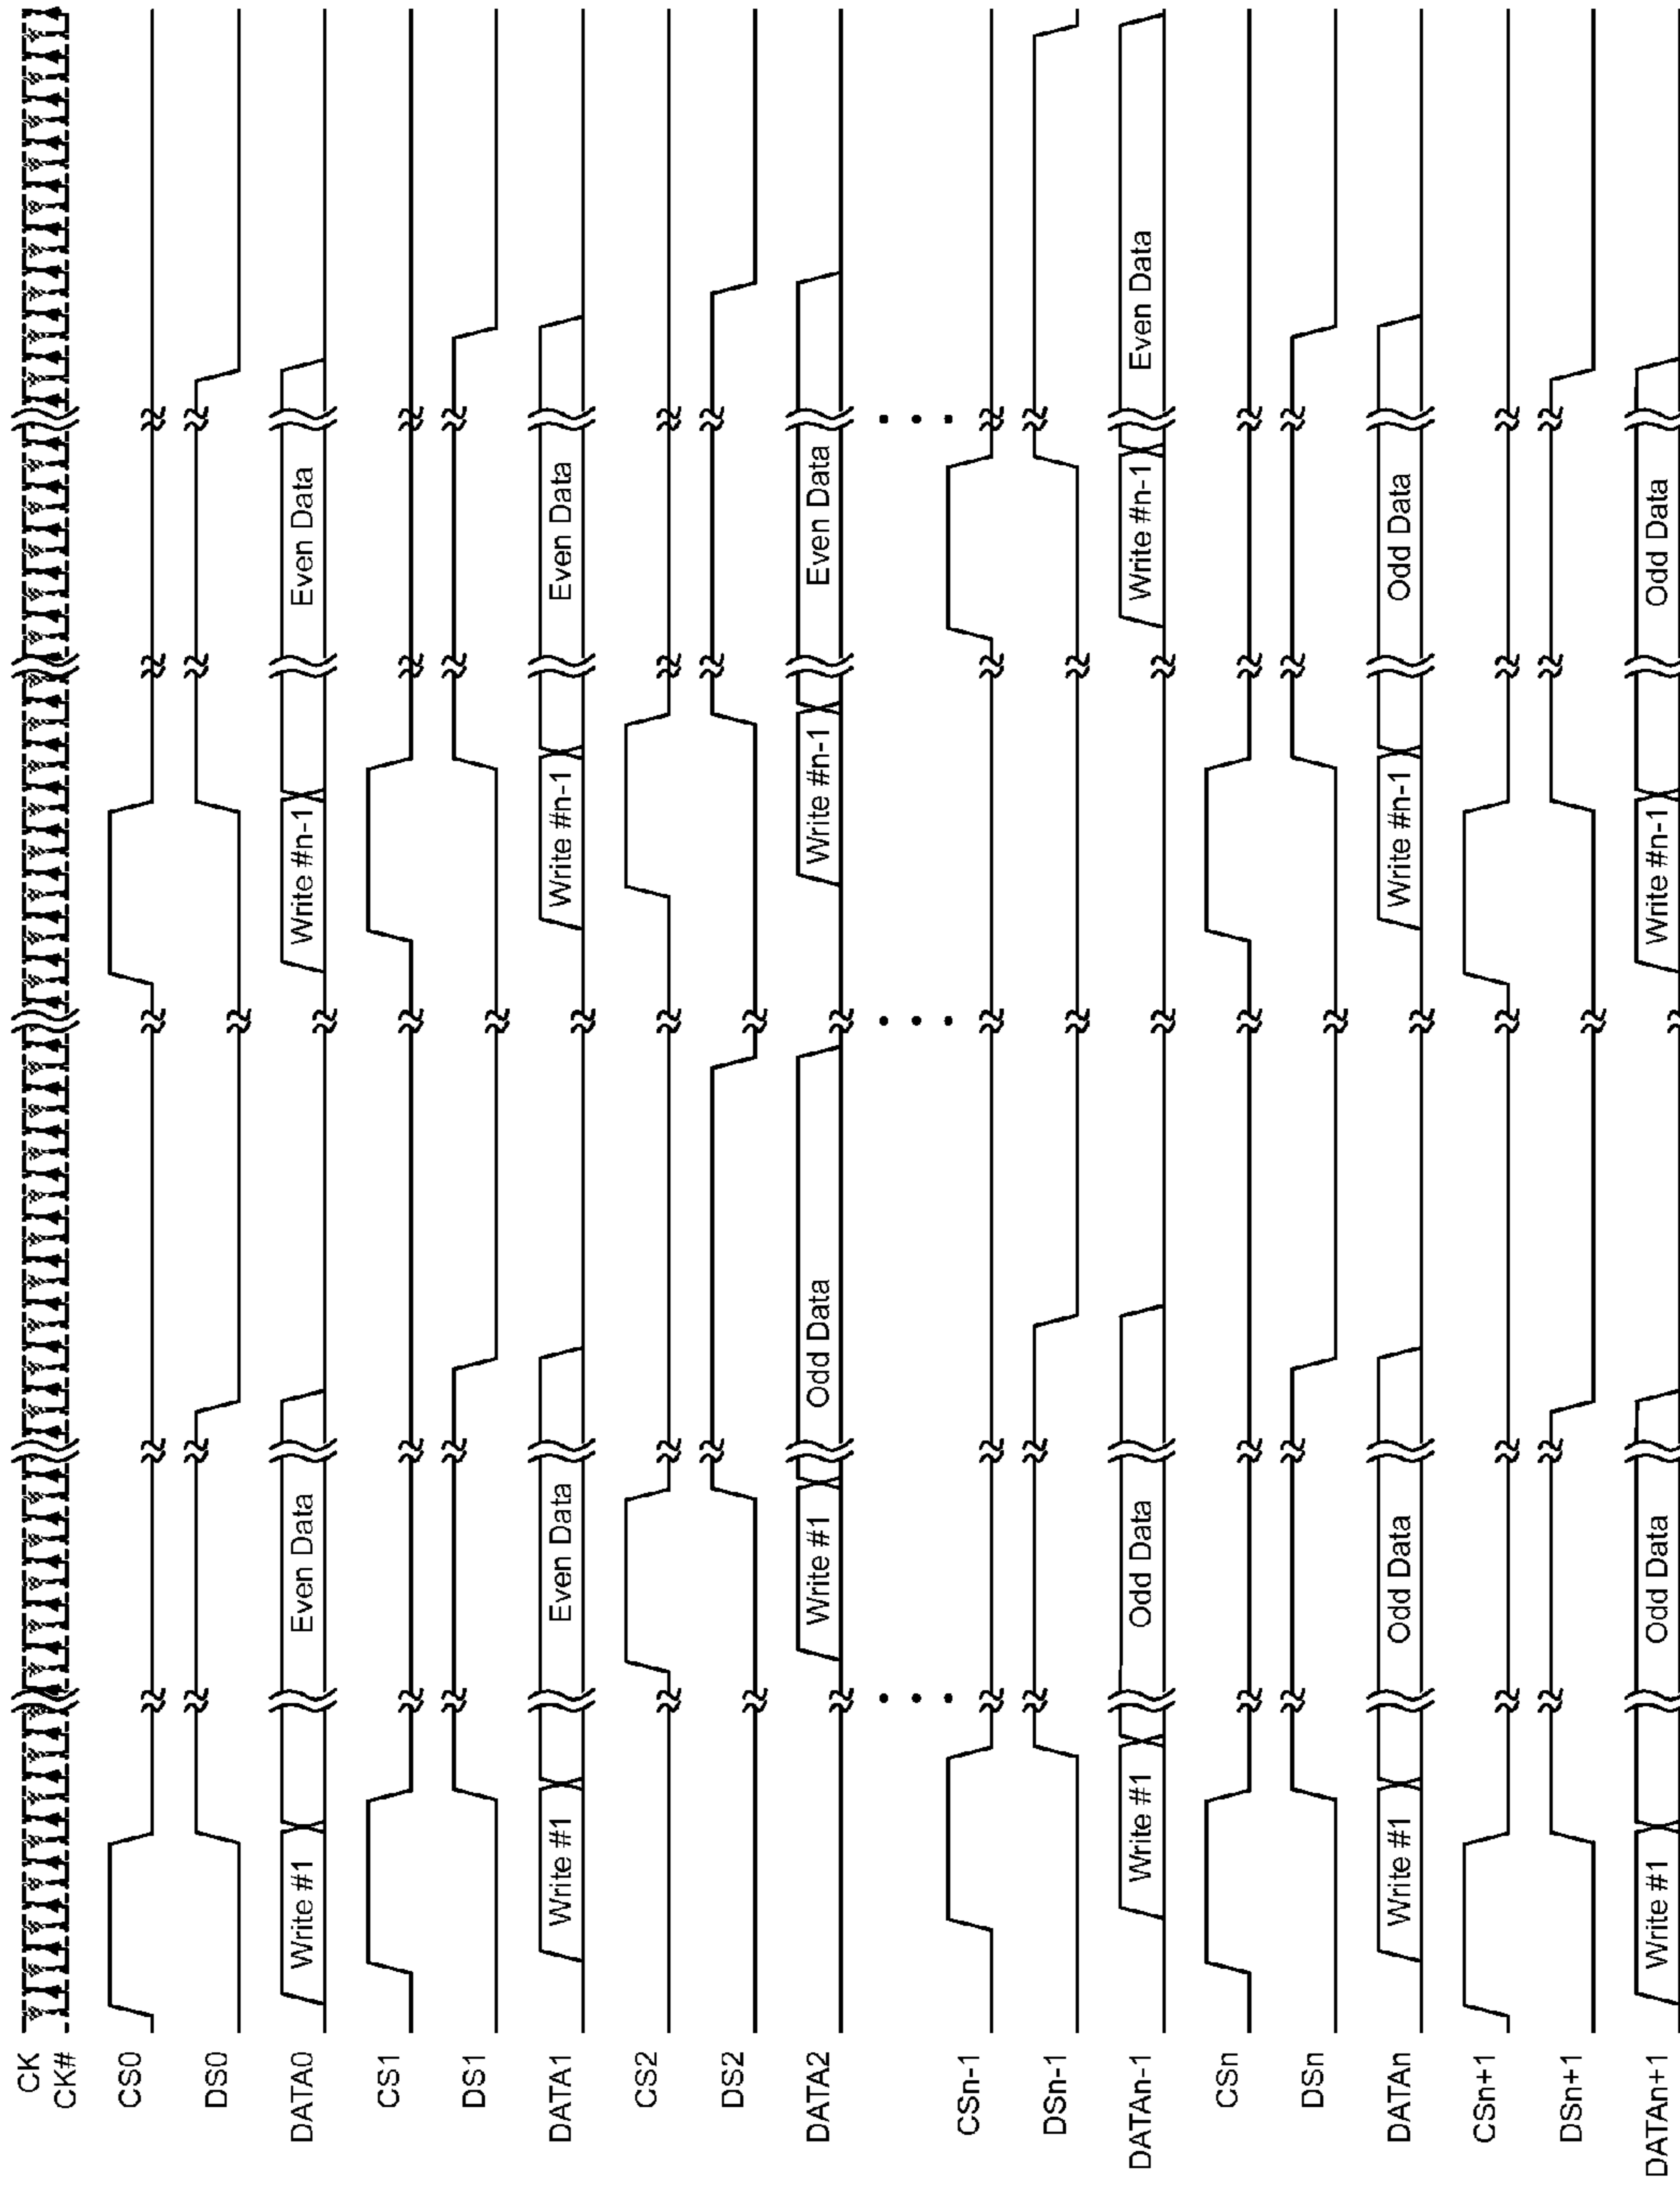 CK
CK#
CS0
DS0
DATA0 Write #1 Even Data Write #n-1 Even Data
CS1
DS1
DATA1 Write #1 Even Data Write #n-1 Even Data
CS2
DS2
DATA2 Write #1 Odd Data Write #n-1 Even Data
CSn-1
DSn-1
DATAn-1 Write #1 Odd Data Write #n-1 Even Data
CSn
DSn
DATAn Write #1 Odd Data Write #n-1 Odd Data
CSn+1
DSn+1
DATAn+1 Write #1 Odd Data Write #n-1 Odd Data